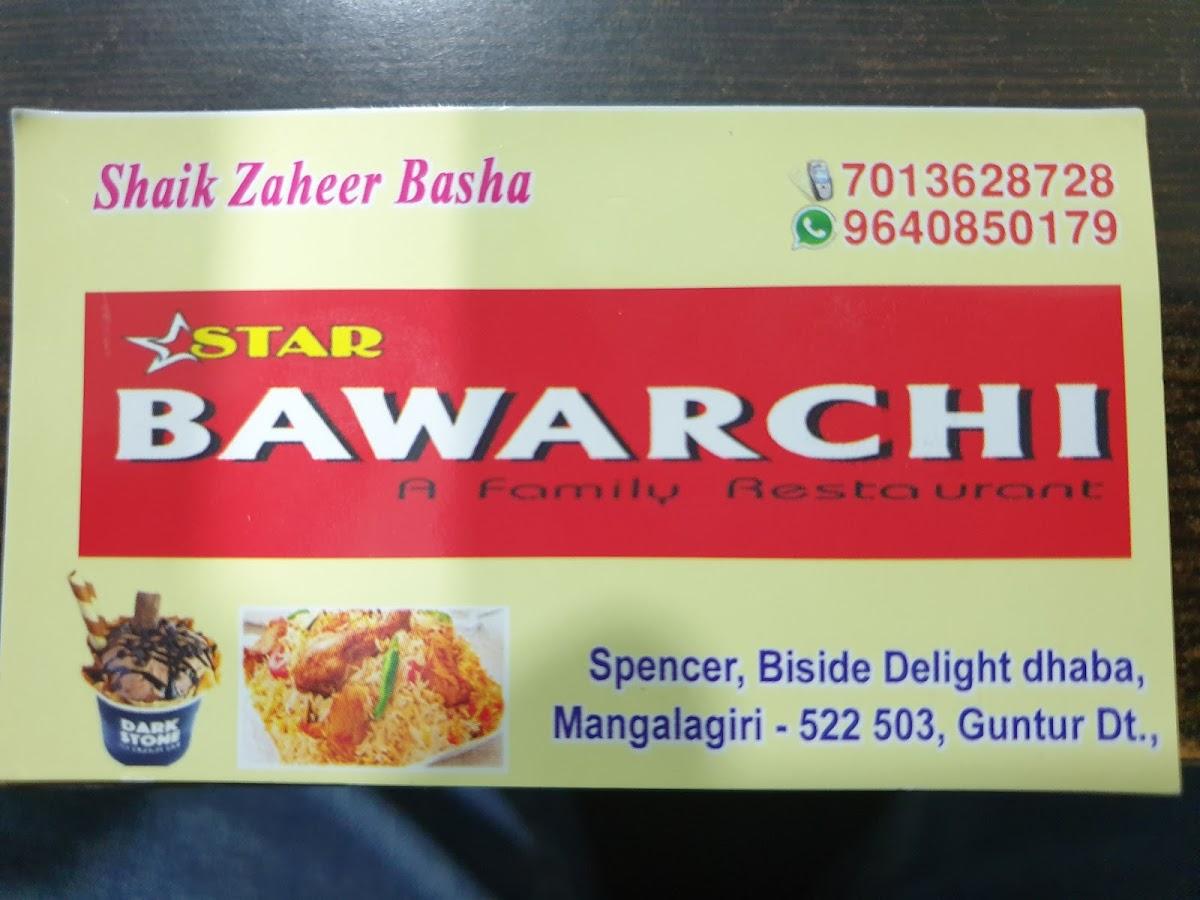 Shaik Zaheer Basha
7013628728
9640850179
STAR
BAWARCHI
A Family Restaurant
DARK
STONE
Spencer, Biside Delight dhaba,
Mangalagiri - 522 503, Guntur Dt.,